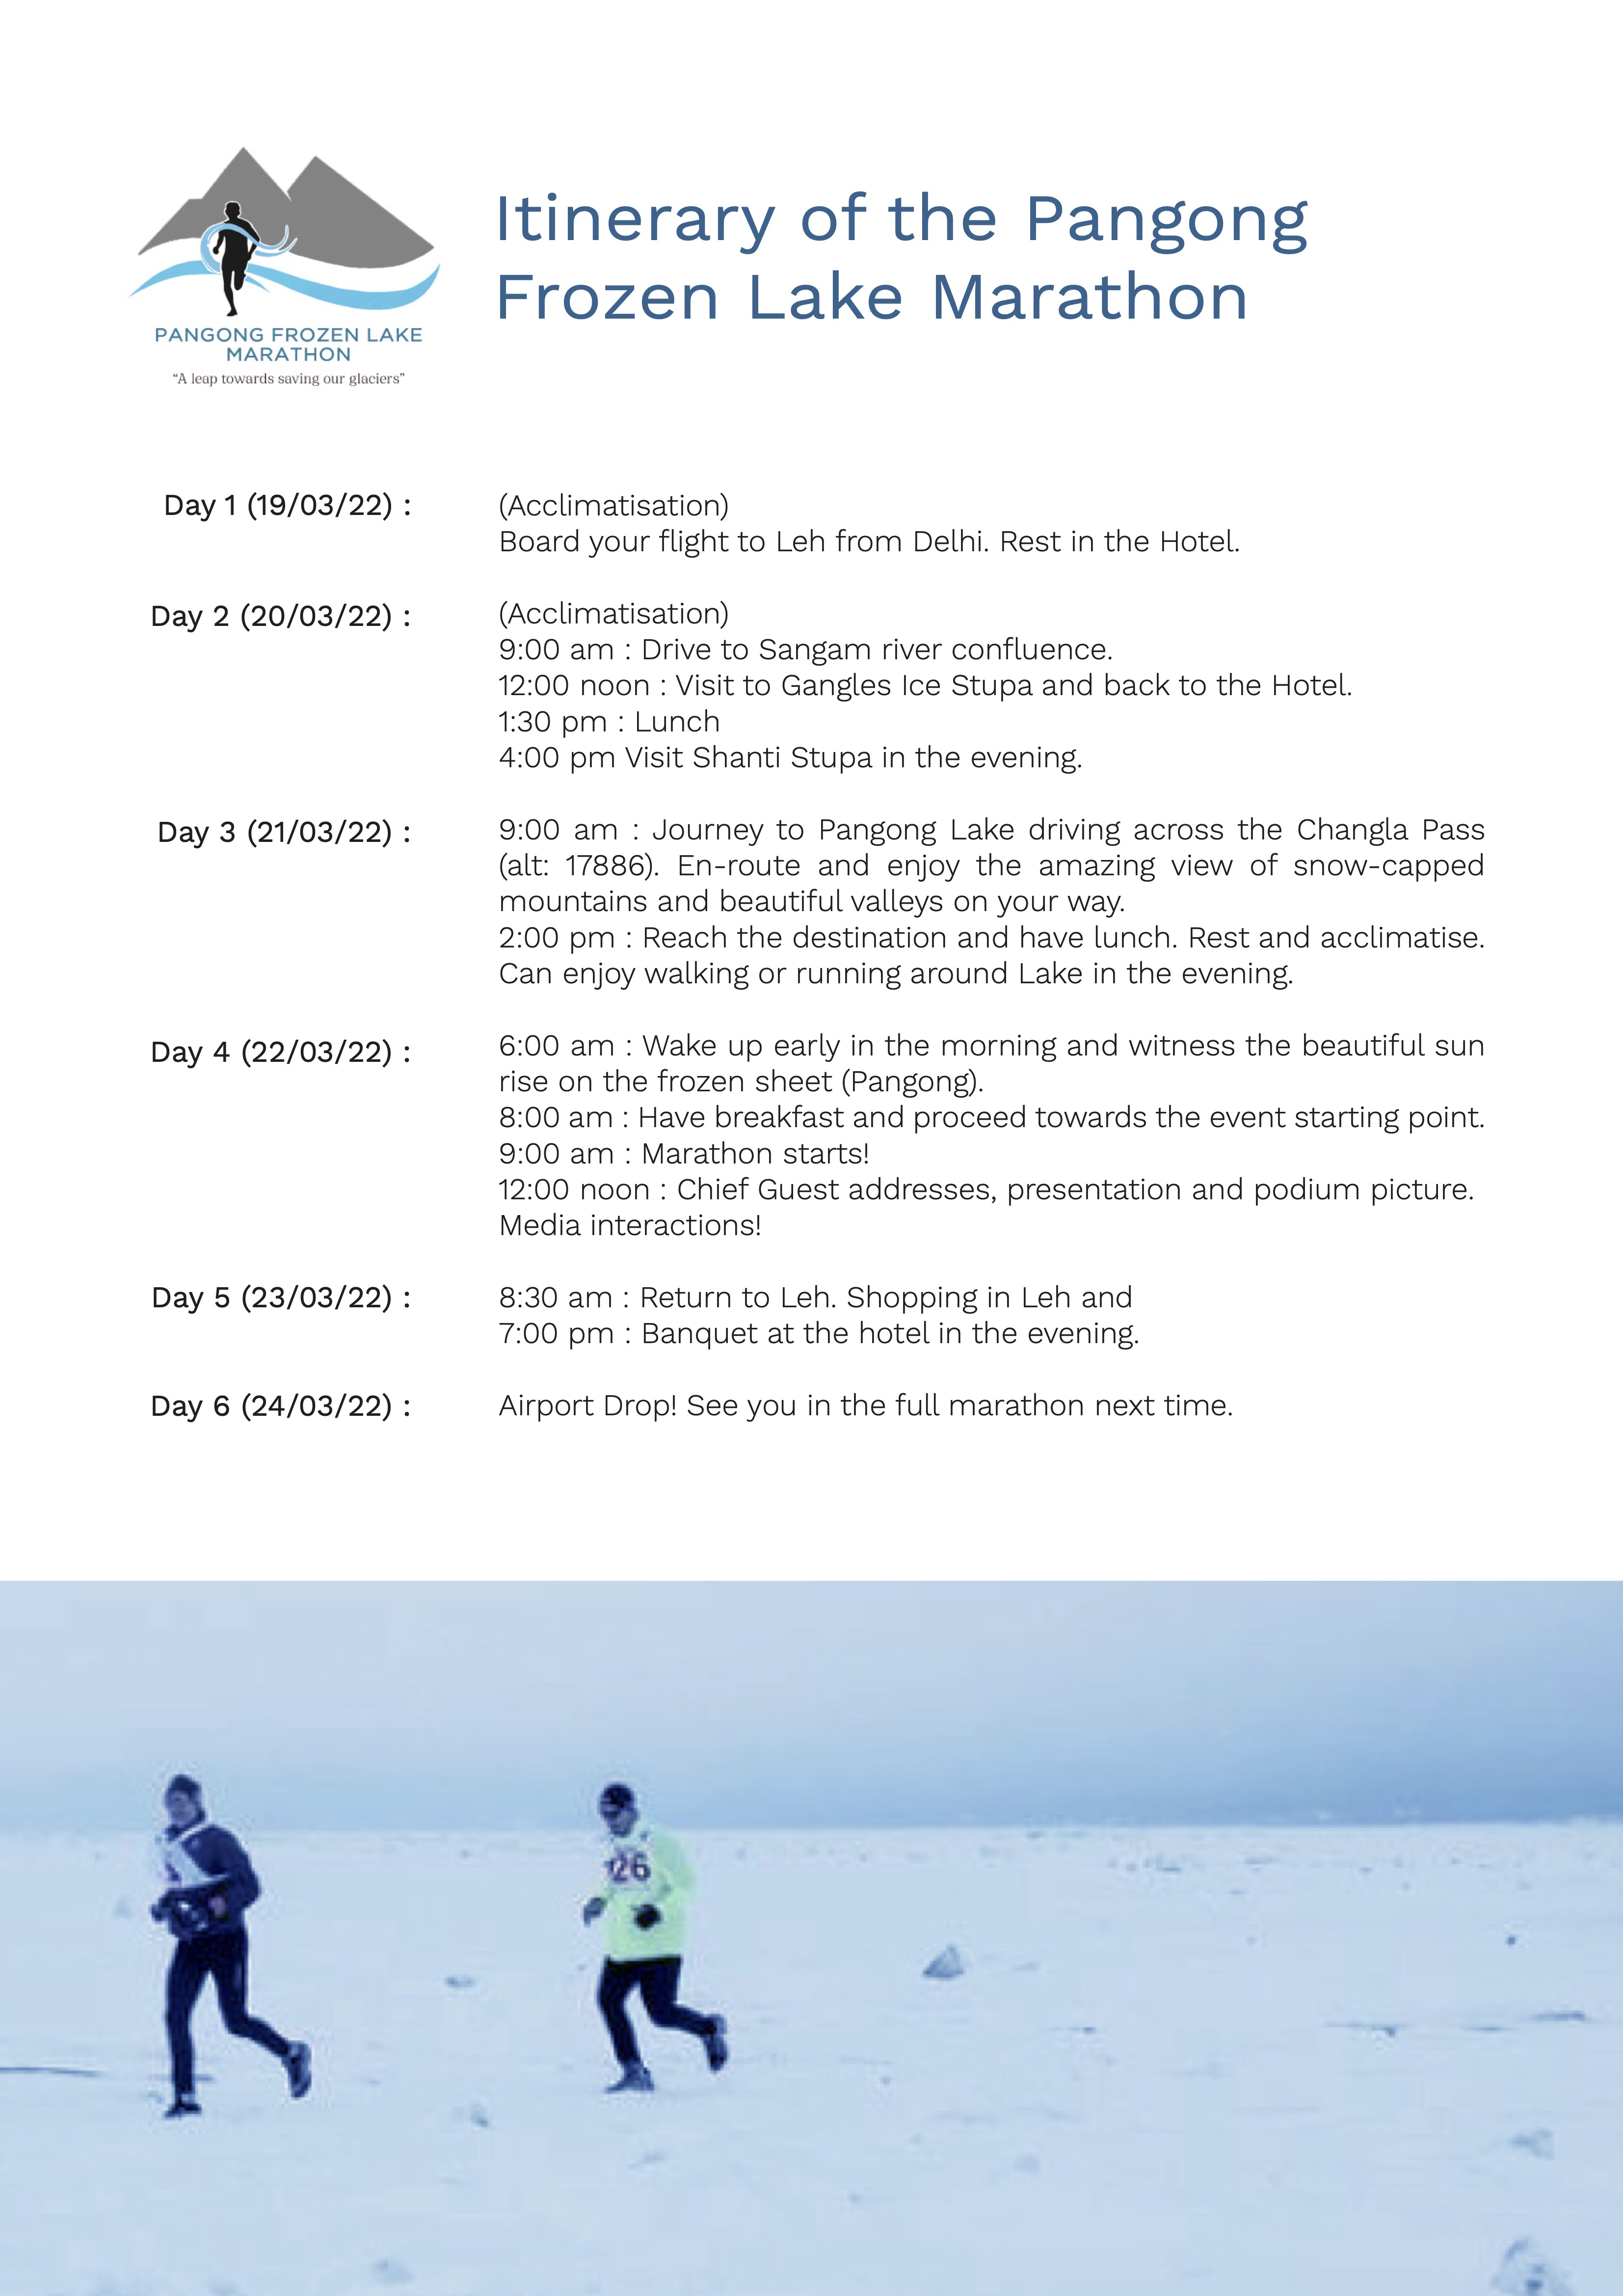 Itinerary of the Pangong
Frozen Lake Marathon
PANGONG FROZEN LAKE
MARATHON
“A leap towards saving our glaciers”
Day 1 (19/03/22) :
(Acclimatisation)
Board your flight to Leh from Delhi. Rest in the Hotel.
Day 2 (20/03/22) :
(Acclimatisation)
9:00 am : Drive to Sangam river confluence.
12:00 noon : Visit to Gangles Ice Stupa and back to the Hotel.
1:30 pm : Lunch
4:00 pm Visit Shanti Stupa in the evening.
Day 3 (21/03/22) :
9:00 am : Journey to Pangong Lake driving across the Changla Pass
(alt: 17886). En-route and enjoy the amazing view of snow-capped
mountains and beautiful valleys on your way.
2:00 pm : Reach the destination and have lunch. Rest and acclimatise.
Can enjoy walking or running around Lake in the evening.
Day 4 (22/03/22) :
6:00 am : Wake up early in the morning and witness the beautiful sun
rise on the frozen sheet (Pangong).
8:00 am : Have breakfast and proceed towards the event starting point.
9:00 am : Marathon starts!
12:00 noon : Chief Guest addresses, presentation and podium picture.
Media interactions!
Day 5 (23/03/22) :
8:30 am : Return to Leh. Shopping in Leh and
7:00 pm : Banquet at the hotel in the evening.
Day 6 (24/03/22) :
Airport Drop! See you in the full marathon next time.
26